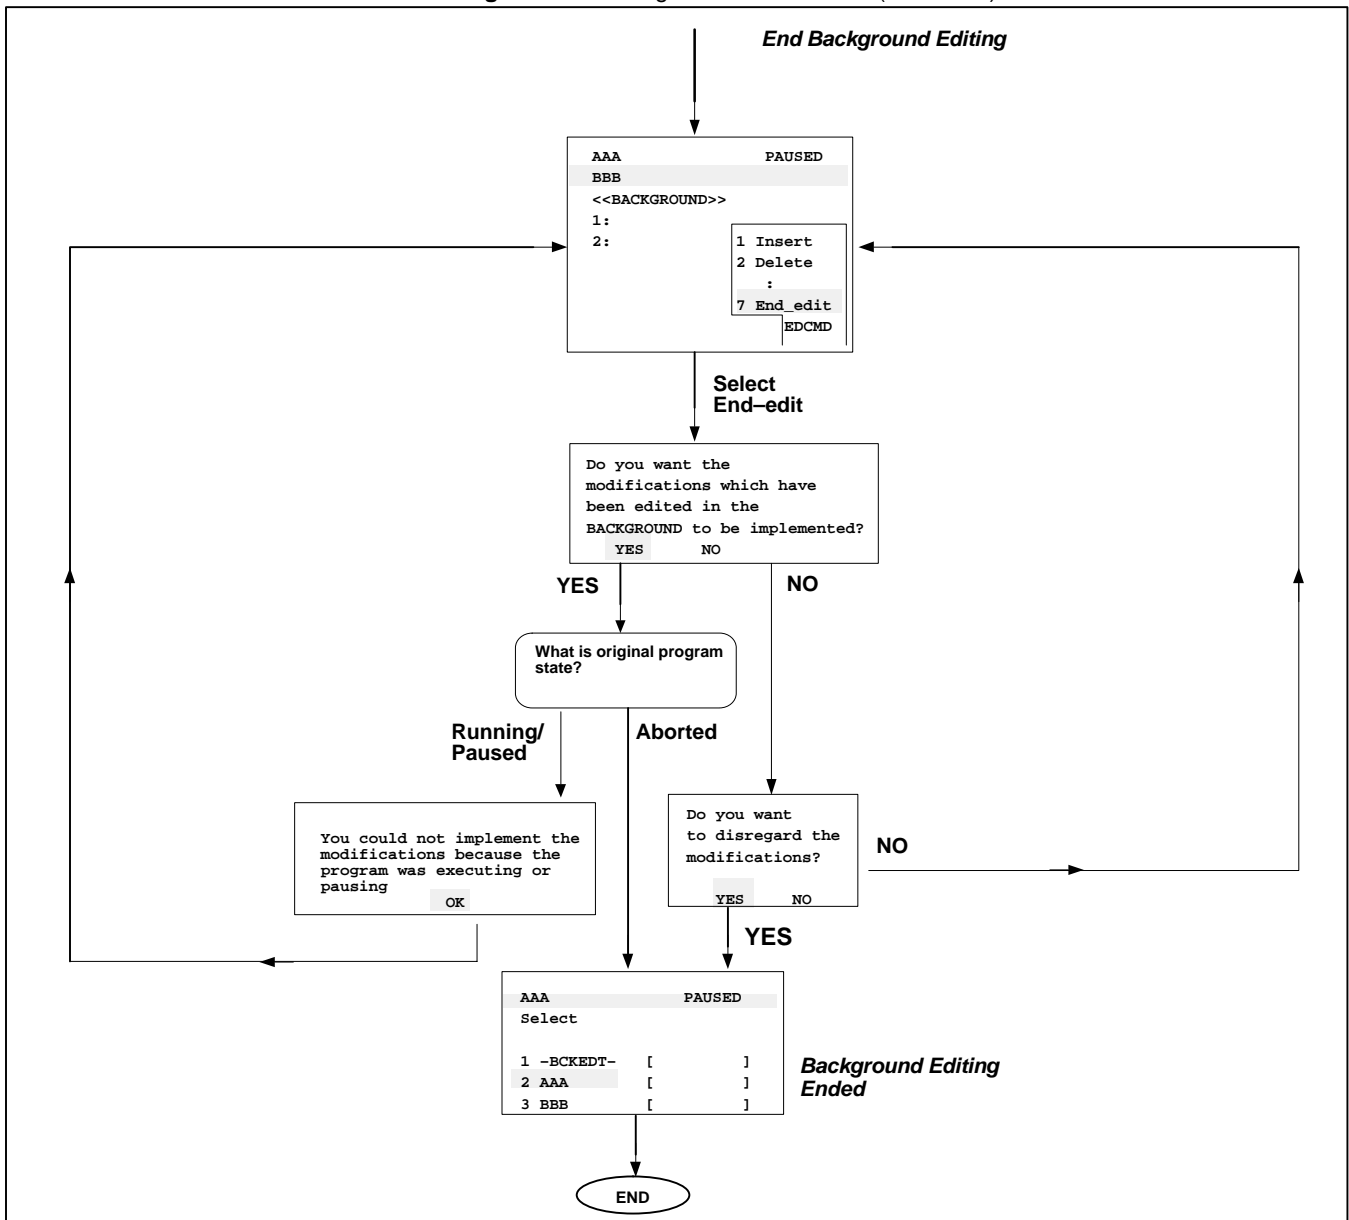 End Background Editing
AAA PAUSED
BBB
<<BACKGROUND>>
1:
2:
1 Insert
2 Delete
:
7 End_edit
EDCMD
Select
End–edit
Do you want the
modifications which have
been edited in the
BACKGROUND to be implemented?
YES NO
YES
NO
What is original program
state?
Running/
Paused
Aborted
You could not implement the
modifications because the
program was executing or
pausing
OK
Do you want
to disregard the
modifications?
YES NO
NO
YES
AAA PAUSED
Select
1 –BCKEDT– [ ]
2 AAA [ ]
3 BBB [ ]
Background Editing
Ended
END